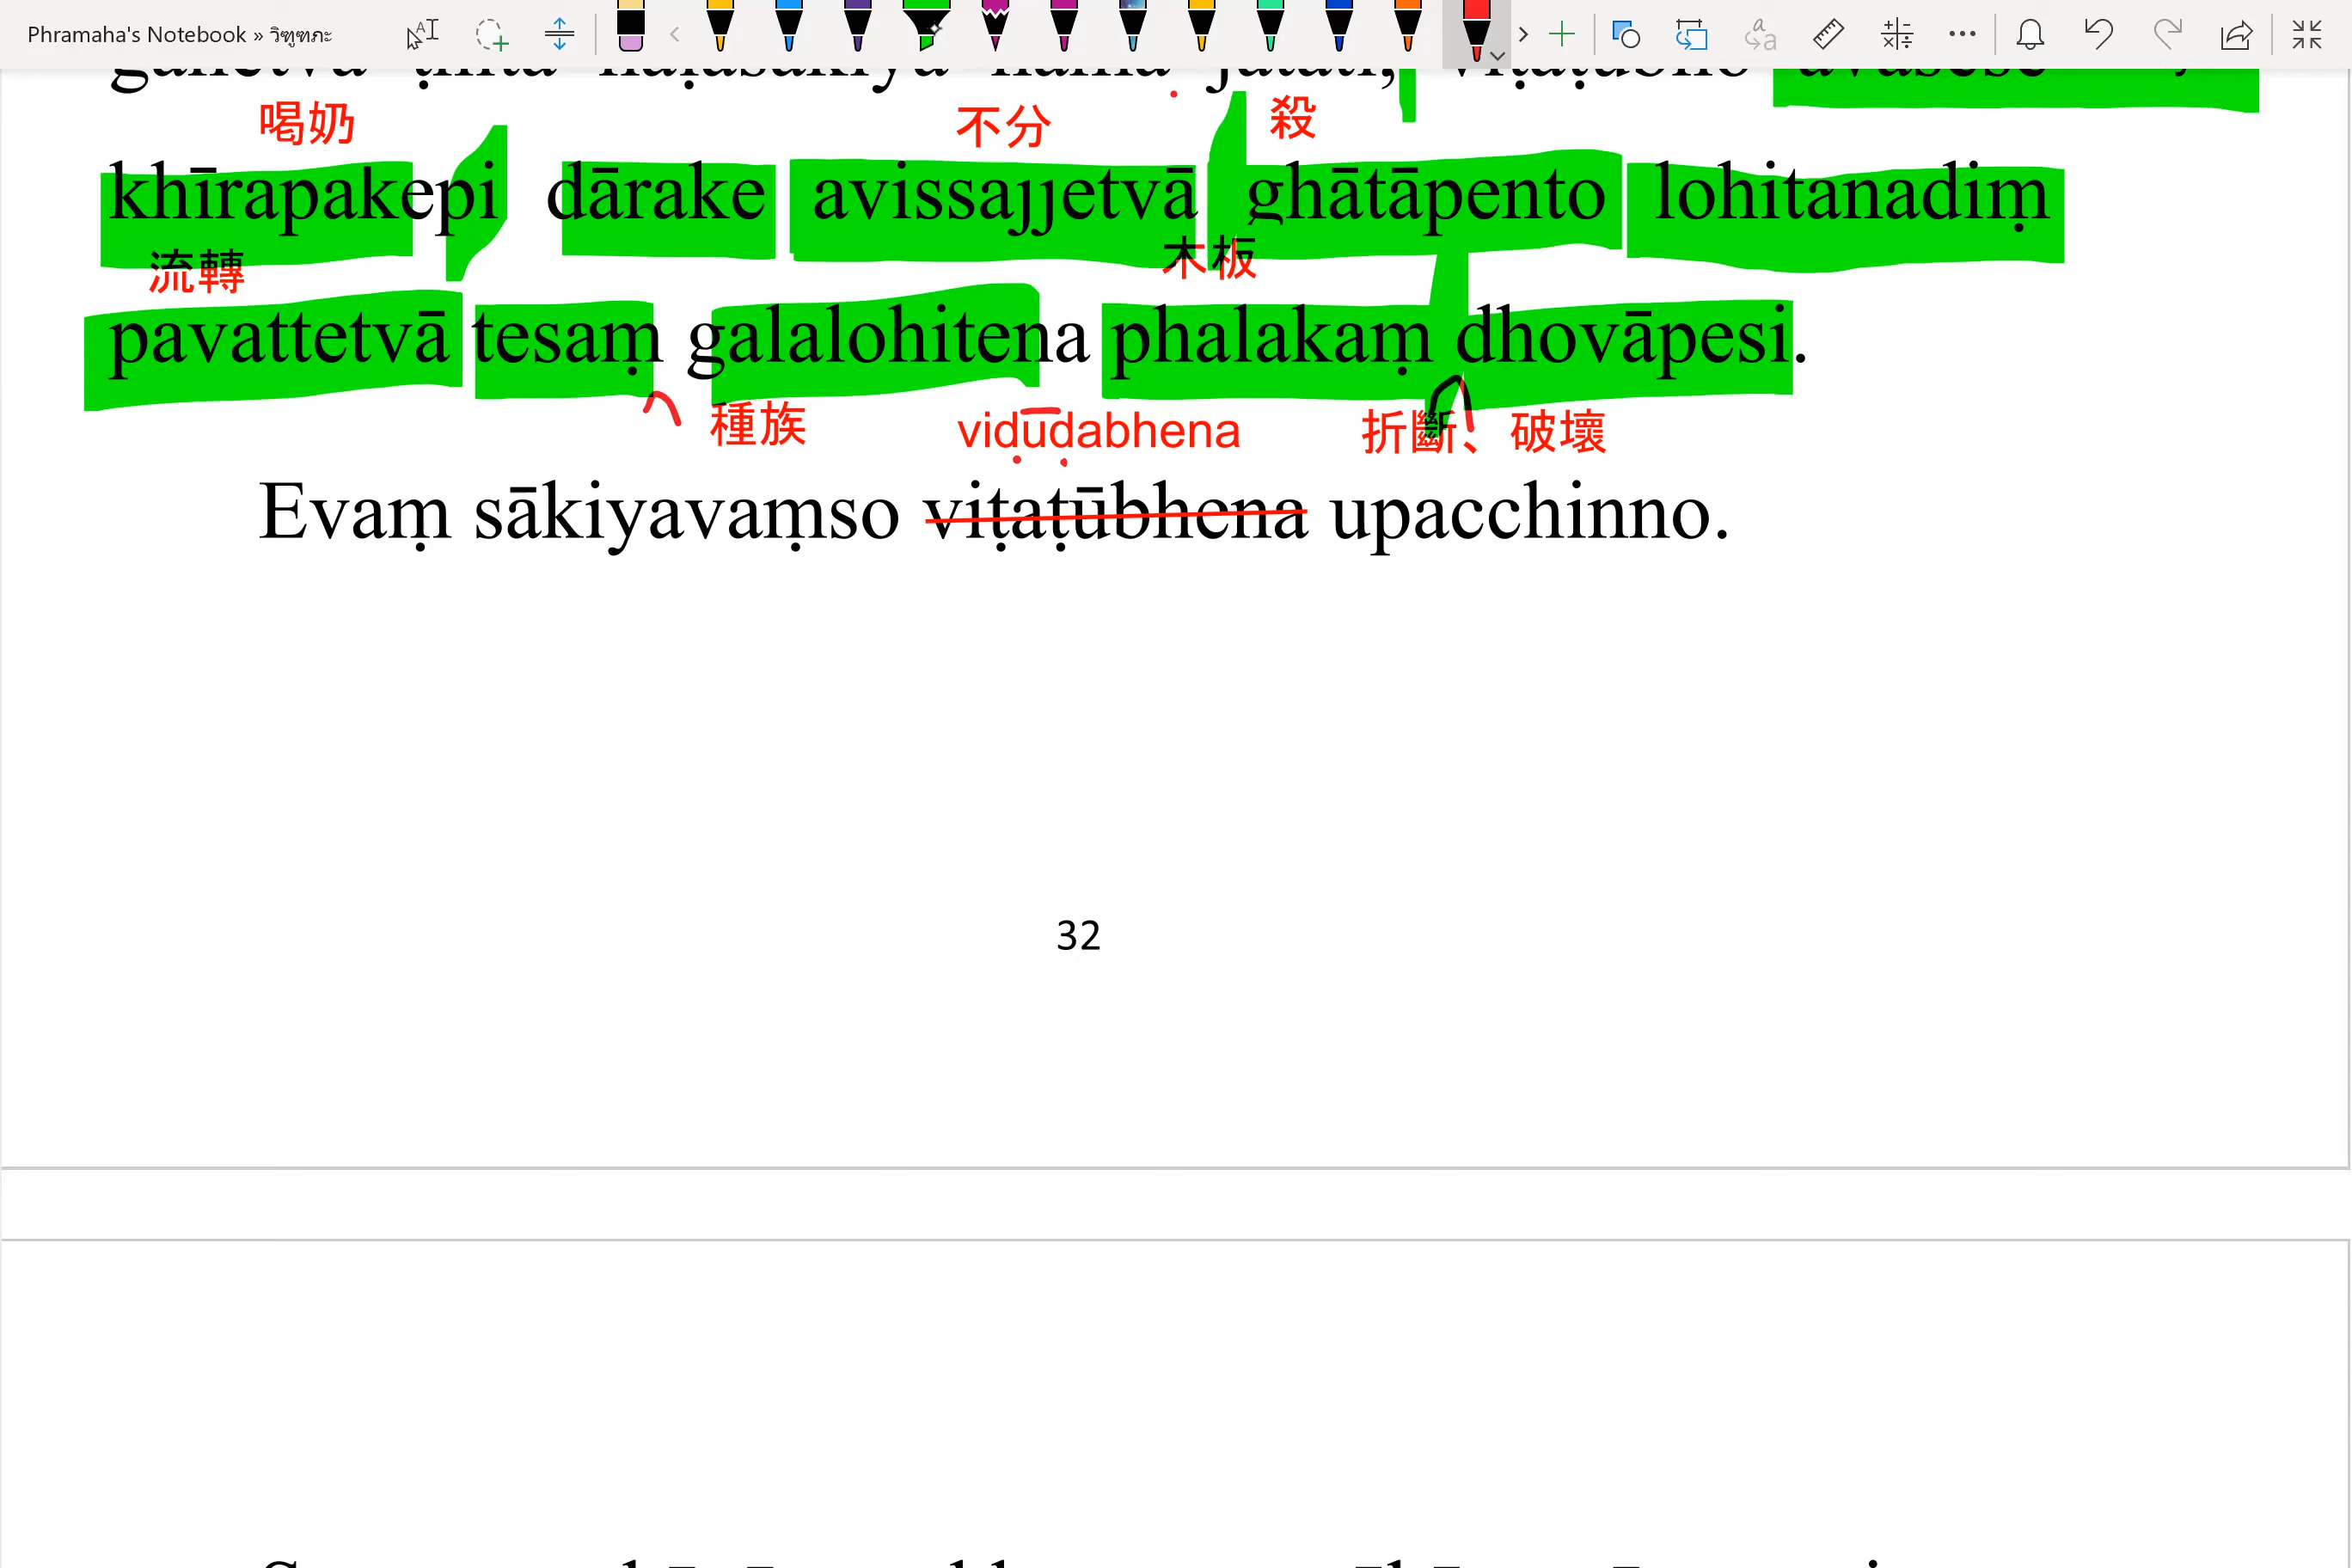 Phramaha's Notebook » วิฑูฑภะ
喝奶 不分 殺
khīrapakepi dārake avissajjetvā ghātāpento lohitanadiṃ
流轉 木板
pavattetvā tesaṃ galalohitena phalakaṃ dhovāpesi.
種族 viḍūḍabhena 折斷、破壞
Evaṃ sākiyavaṃso viṭaṭūbhena upacchinno.
32